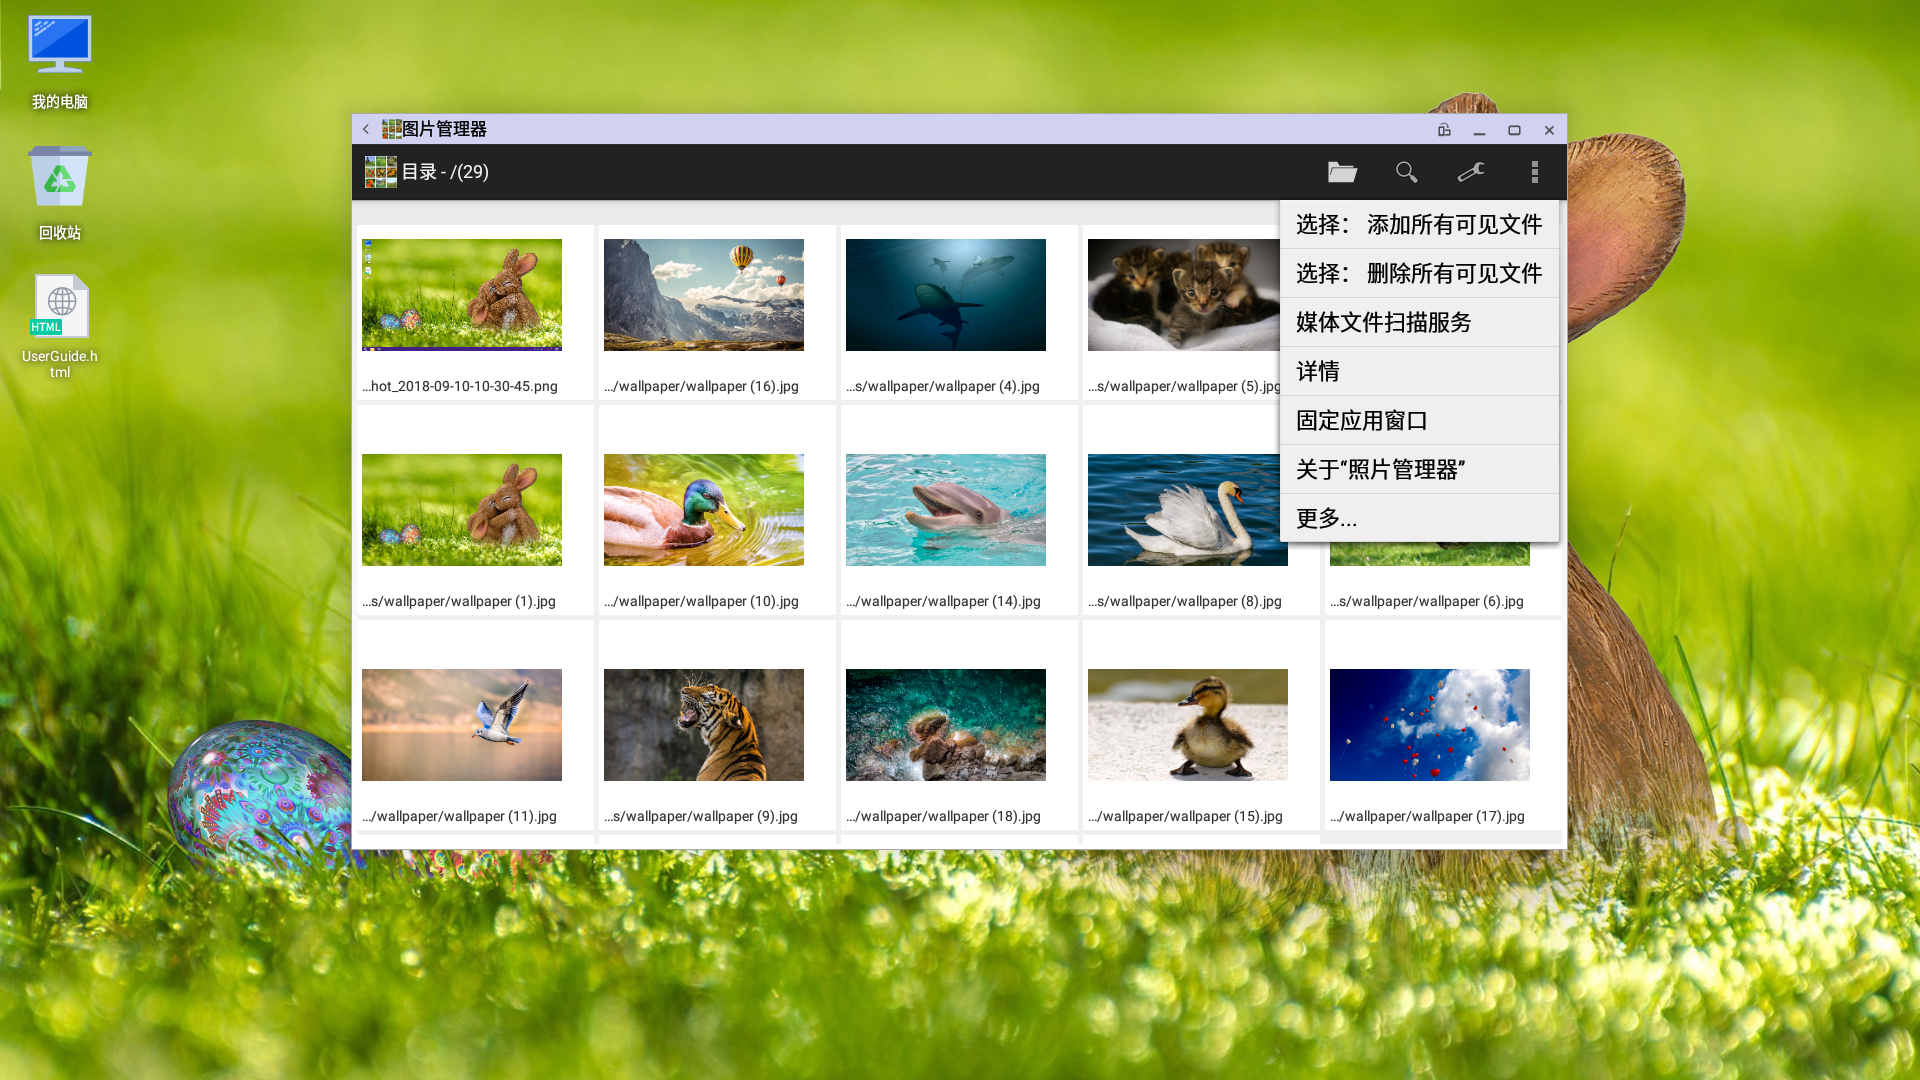 我的电脑
回收站
HTML
UserGuide.h
tml
图片管理器
目录 - /(29)
选择： 添加所有可见文件
选择： 删除所有可见文件
媒体文件扫描服务
详情
固定应用窗口
关于“照片管理器”
更多...
...hot_2018-09-10-10-30-45.png
.../wallpaper/wallpaper (16).jpg
...s/wallpaper/wallpaper (4).jpg
...s/wallpaper/wallpaper (5).jpg
...s/wallpaper/wallpaper (1).jpg
.../wallpaper/wallpaper (10).jpg
.../wallpaper/wallpaper (14).jpg
...s/wallpaper/wallpaper (8).jpg
...s/wallpaper/wallpaper (6).jpg
.../wallpaper/wallpaper (11).jpg
...s/wallpaper/wallpaper (9).jpg
.../wallpaper/wallpaper (18).jpg
.../wallpaper/wallpaper (15).jpg
.../wallpaper/wallpaper (17).jpg